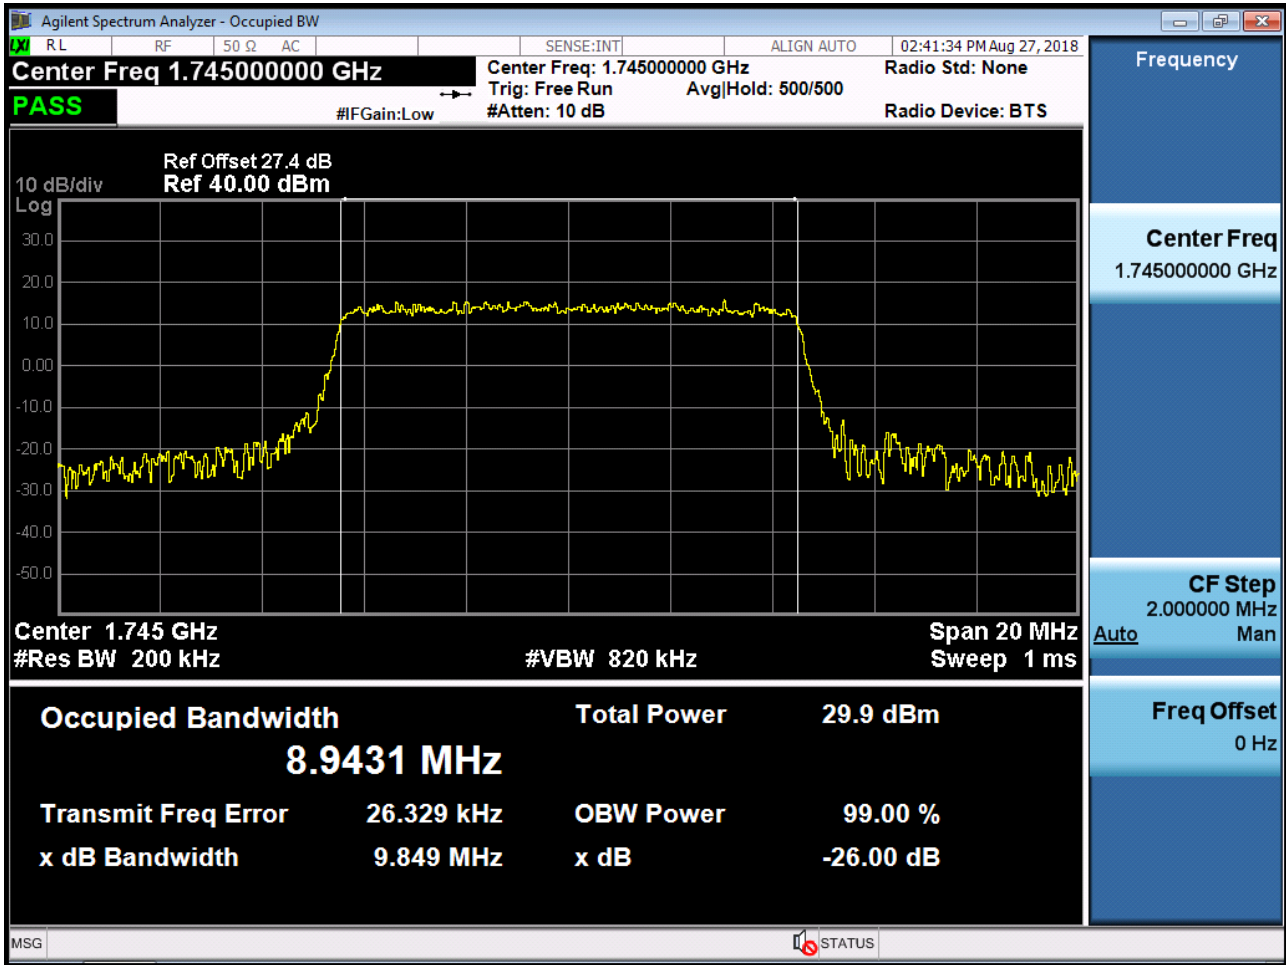 Agilent Spectrum Analyzer - Occupied BW
LXI RL RF 50 Ω AC SENSE:INT ALIGN AUTO 02:41:34 PM Aug 27, 2018
Center Freq 1.745000000 GHz
Center Freq: 1.745000000 GHz
Radio Std: None
Trig: Free Run Avg|Hold: 500/500
PASS
#IFGain:Low
#Atten: 10 dB
Radio Device: BTS
Ref Offset 27.4 dB
10 dB/div Ref 40.00 dBm
Log
30.0
20.0
10.0
0.00
-10.0
-20.0
-30.0
-40.0
-50.0
Center 1.745 GHz Span 20 MHz
#Res BW 200 kHz #VBW 820 kHz Sweep 1 ms
Occupied Bandwidth Total Power 29.9 dBm
8.9431 MHz
Transmit Freq Error 26.329 kHz OBW Power 99.00 %
x dB Bandwidth 9.849 MHz x dB -26.00 dB
MSG STATUS
Frequency
Center Freq
1.745000000 GHz
CF Step
2.000000 MHz
Auto Man
Freq Offset
0 Hz